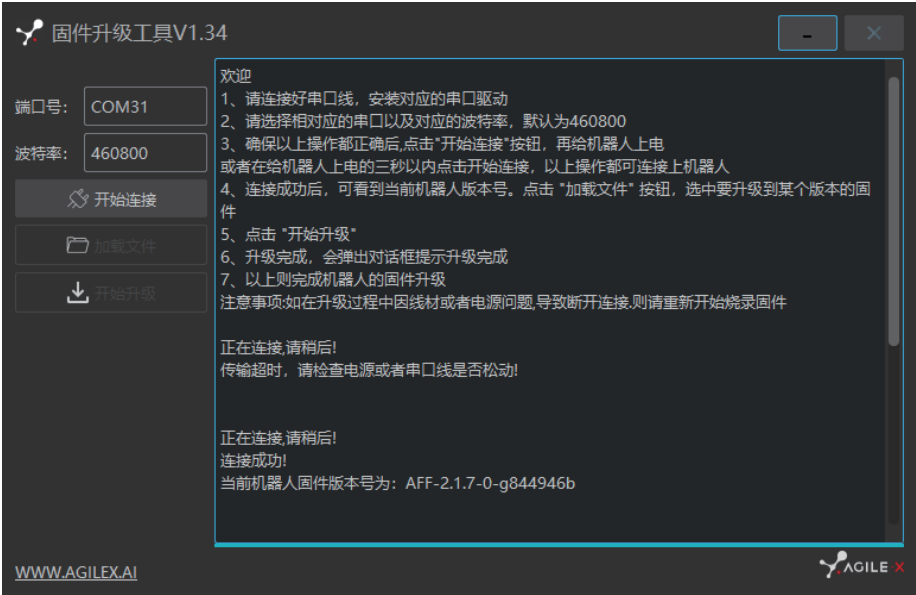 固件升级工具V1.34
端口号： COM31
波特率： 460800
开始连接
加载文件
开始升级
欢迎
1、请连接好串口线，安装对应的串口驱动
2、请选择相对应的串口以及对应的波特率，默认为460800
3、确保以上操作都正确后,点击"开始连接"按钮，再给机器人上电
或者在给机器人上电的三秒以内点击开始连接，以上操作都可连接上机器人
4、连接成功后，可看到当前机器人版本号。点击 "加载文件" 按钮，选中要升级到某个版本的固
件
5、点击 "开始升级"
6、升级完成，会弹出对话框提示升级完成
7、以上则完成机器人的固件升级
注意事项:如在升级过程中因线材或者电源问题,导致断开连接.则请重新开始烧录固件
正在连接,请稍后!
传输超时，请检查电源或者串口线是否松动!
正在连接,请稍后!
连接成功!
当前机器人固件版本号为：AFF-2.1.7-0-g844946b
WWW.AGILEX.AI
AGILE X